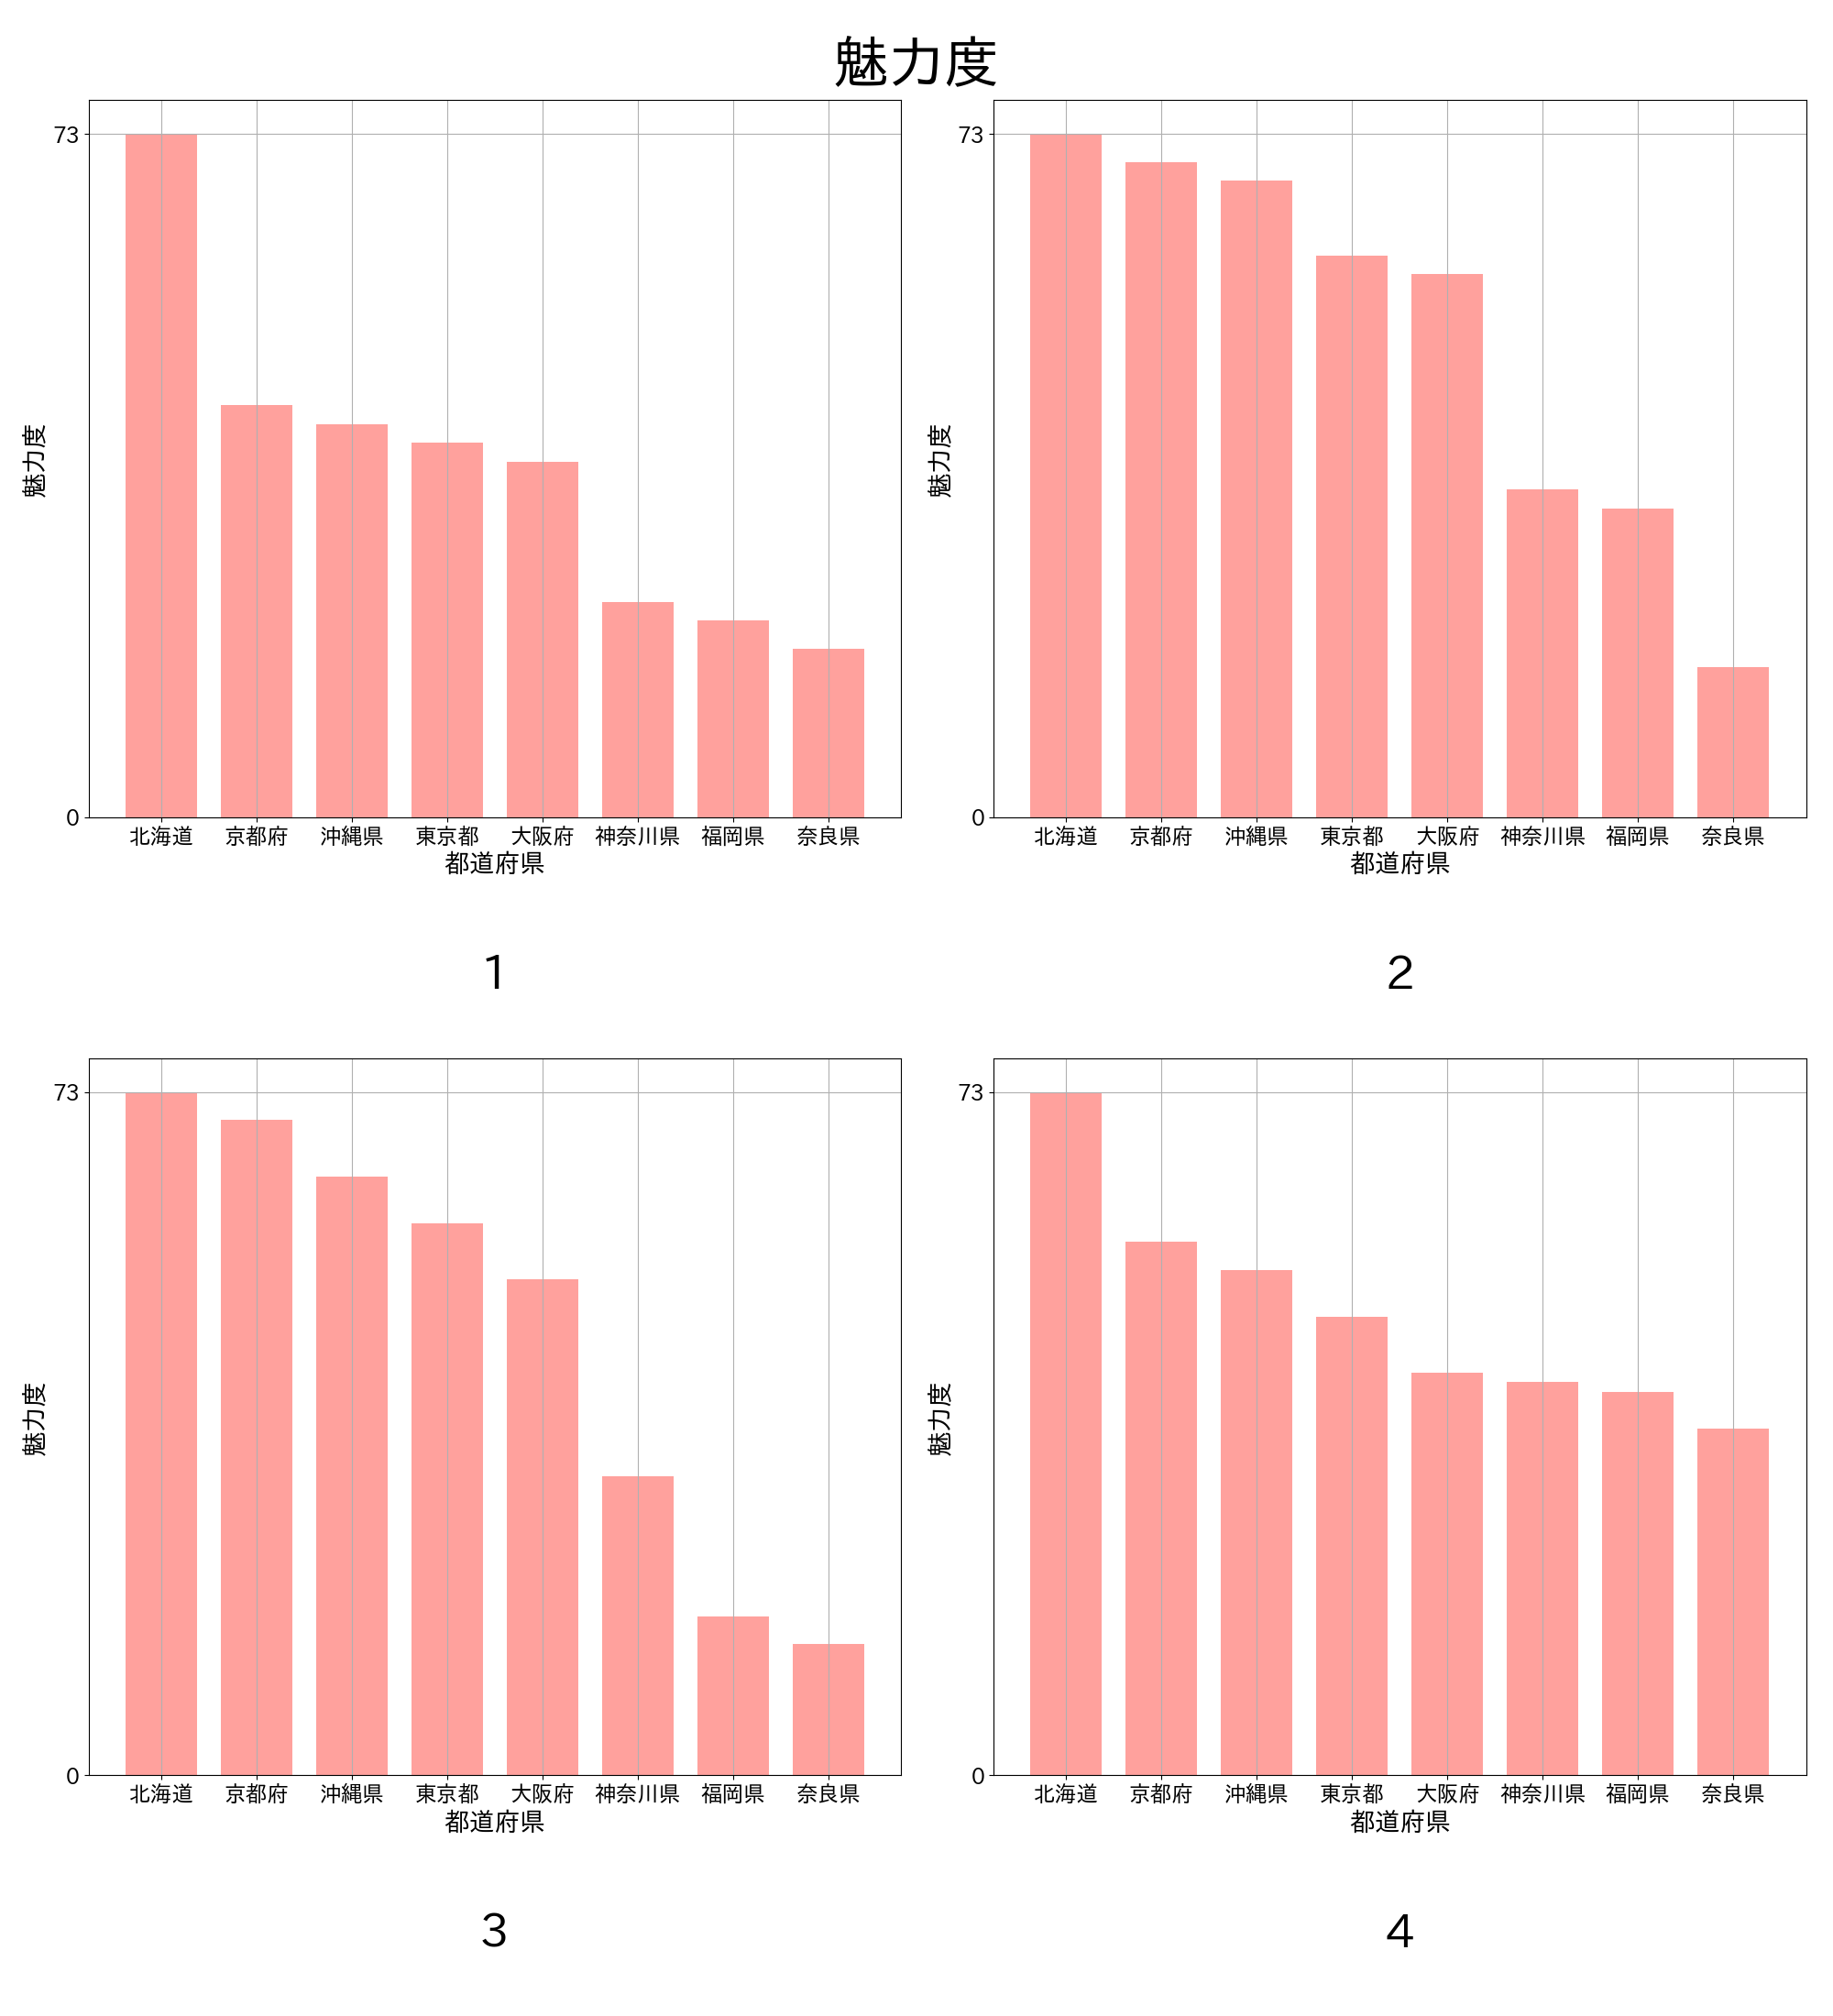 魅力度
73
0
魅力度
北海道 京都府 沖縄県 東京都 大阪府 神奈川県 福岡県 奈良県
都道府県
1
73
0
魅力度
北海道 京都府 沖縄県 東京都 大阪府 神奈川県 福岡県 奈良県
都道府県
2
73
0
魅力度
北海道 京都府 沖縄県 東京都 大阪府 神奈川県 福岡県 奈良県
都道府県
3
73
0
魅力度
北海道 京都府 沖縄県 東京都 大阪府 神奈川県 福岡県 奈良県
都道府県
4